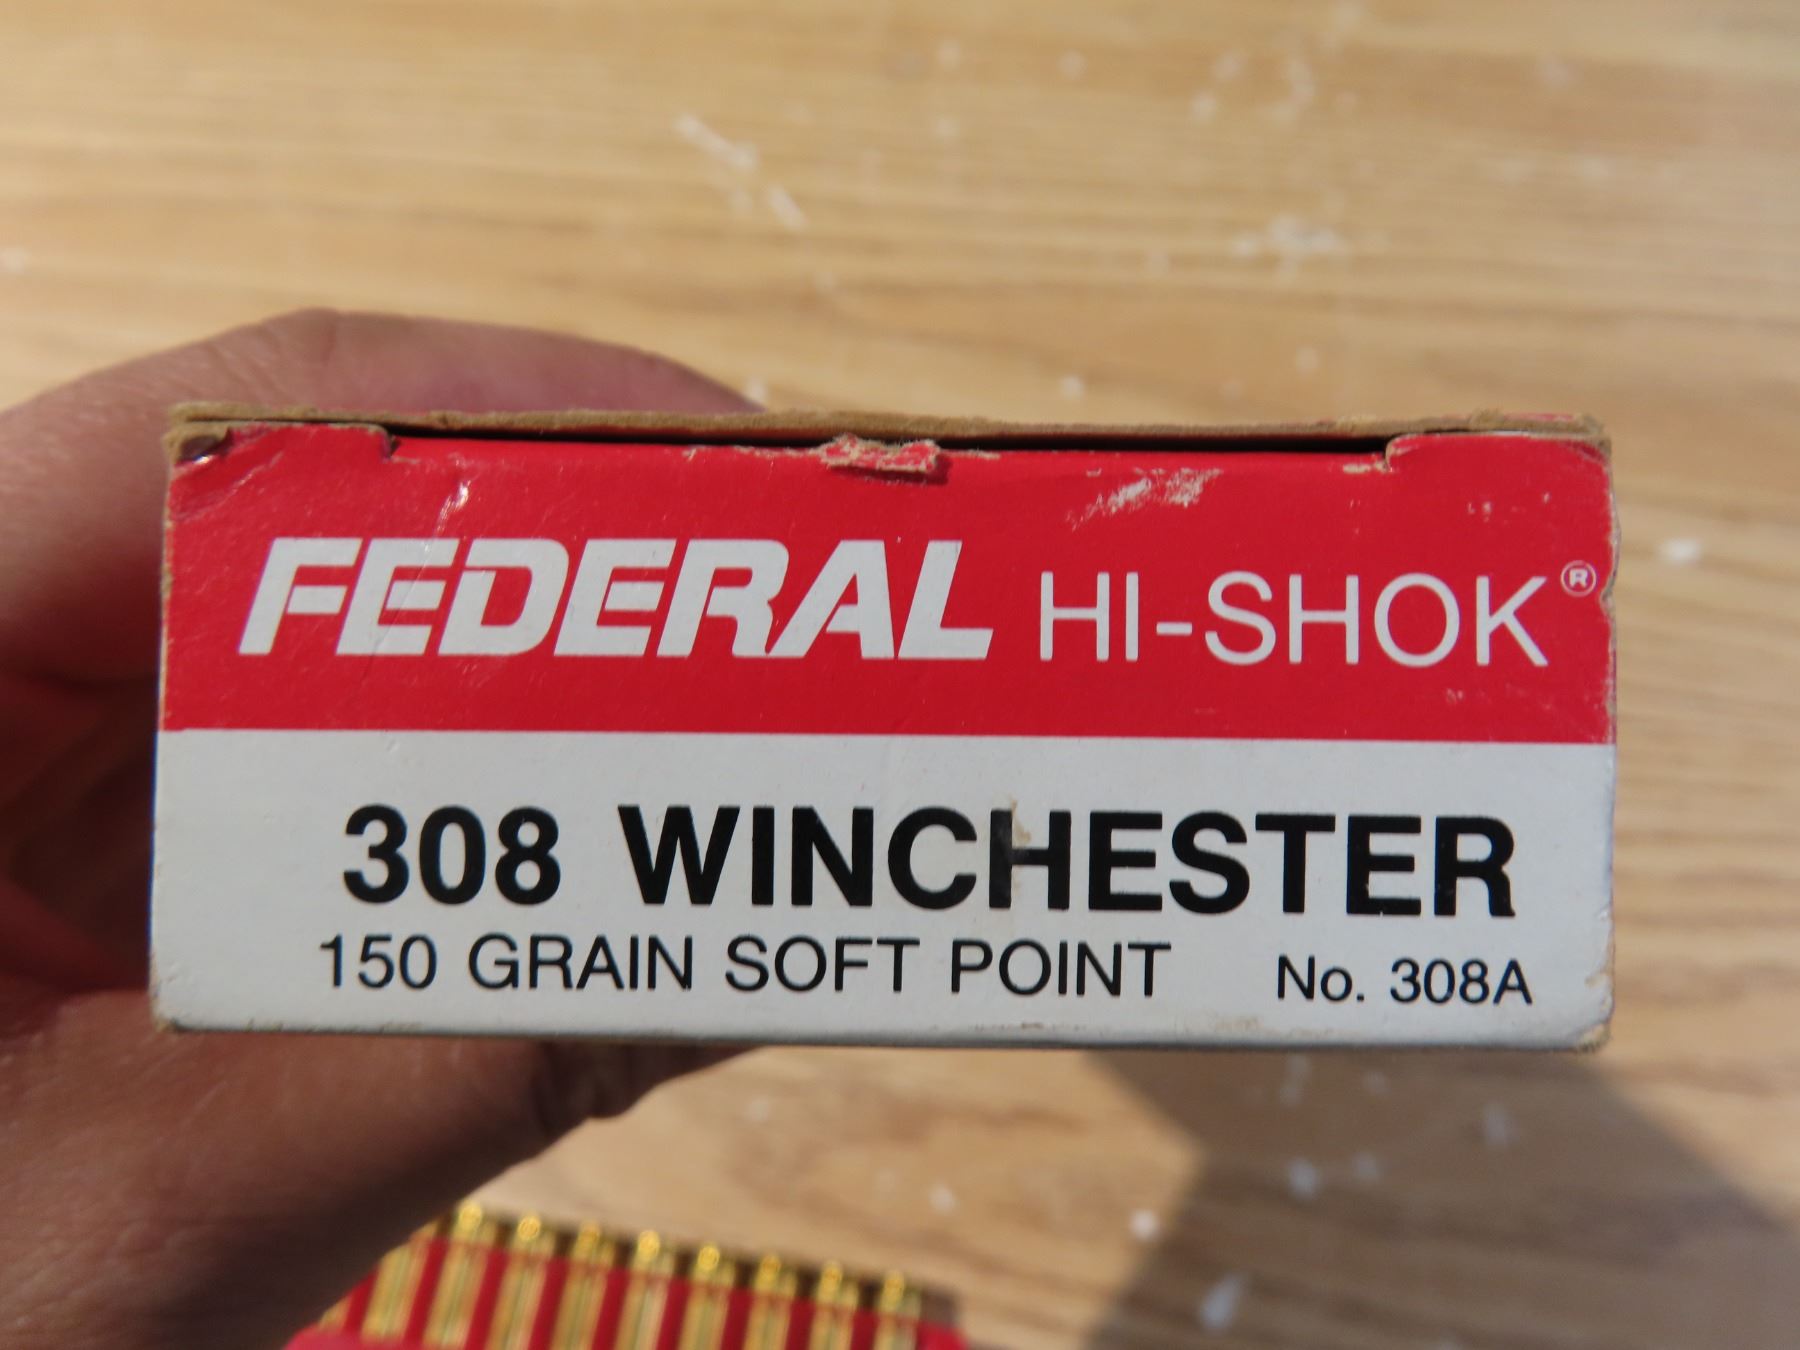 FEDERAL HI-SHOK®
308 WINCHESTER
150 GRAIN SOFT POINT No. 308A